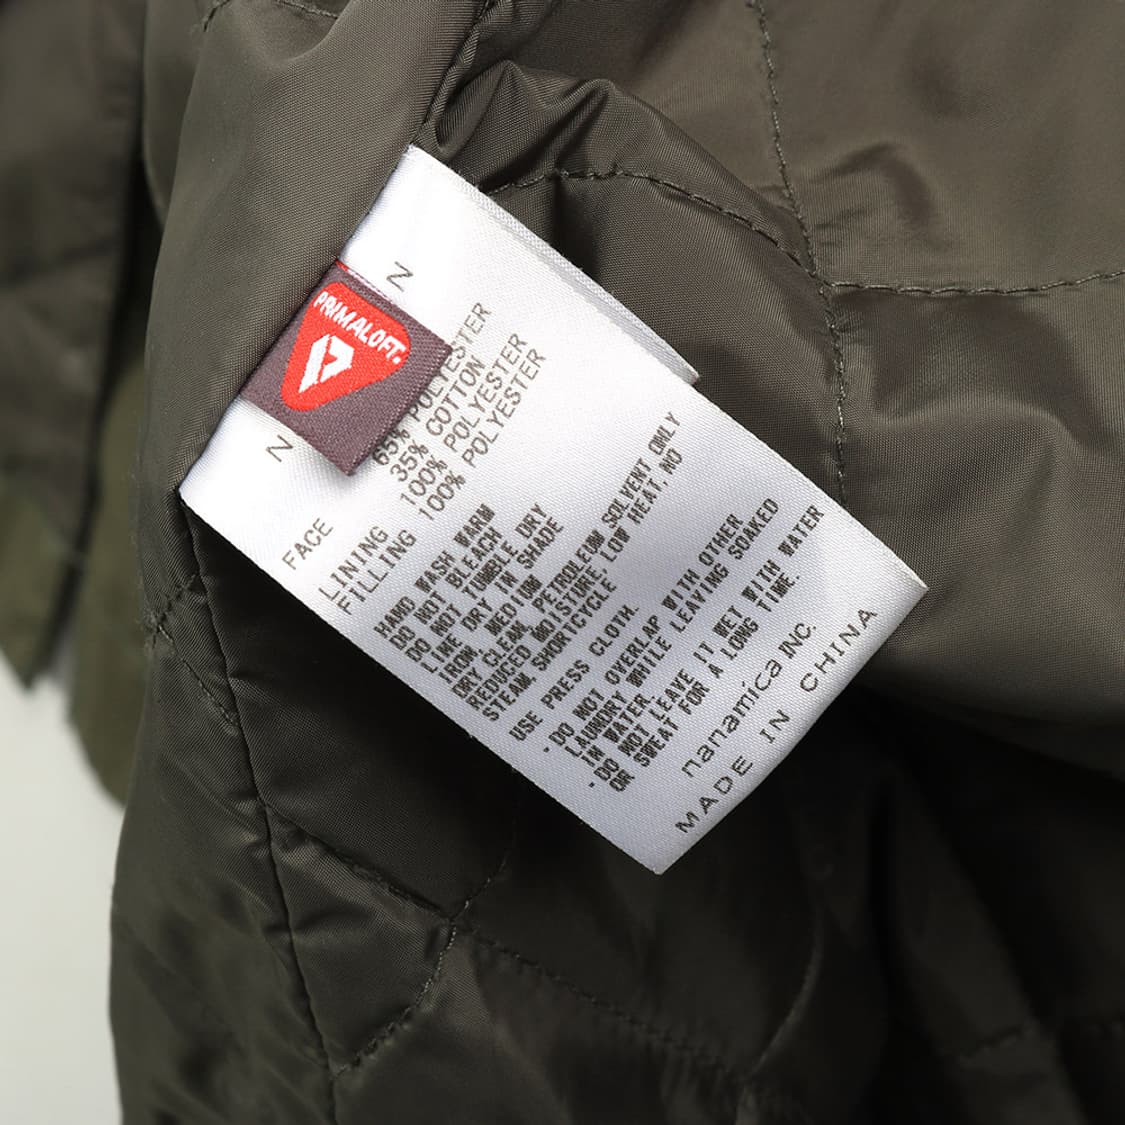 N
PRIMALOFT.
N
FACE 65% POLYESTER
35% COTTON
LINING 100% POLYESTER
FILLING 100% POLYESTER
HAND WASH WARM
DO NOT BLEACH
DO NOT TUMBLE DRY
LINE DRY IN SHADE
IRON, MEDIUM
DRY CLEAN, PETROLEUM SOLVENT ONLY
REDUCED MOISTURE, LOW HEAT, NO
STEAM SHORTCYCLE
USE PRESS CLOTH.
·DO NOT OVERLAP WITH OTHER
LAUNDRY WHILE LEAVING SOAKED
IN WATER.
·DO NOT LEAVE IT WET WITH WATER
OR SWEAT FOR A LONG TIME.
nanamica INC.
MADE IN CHINA